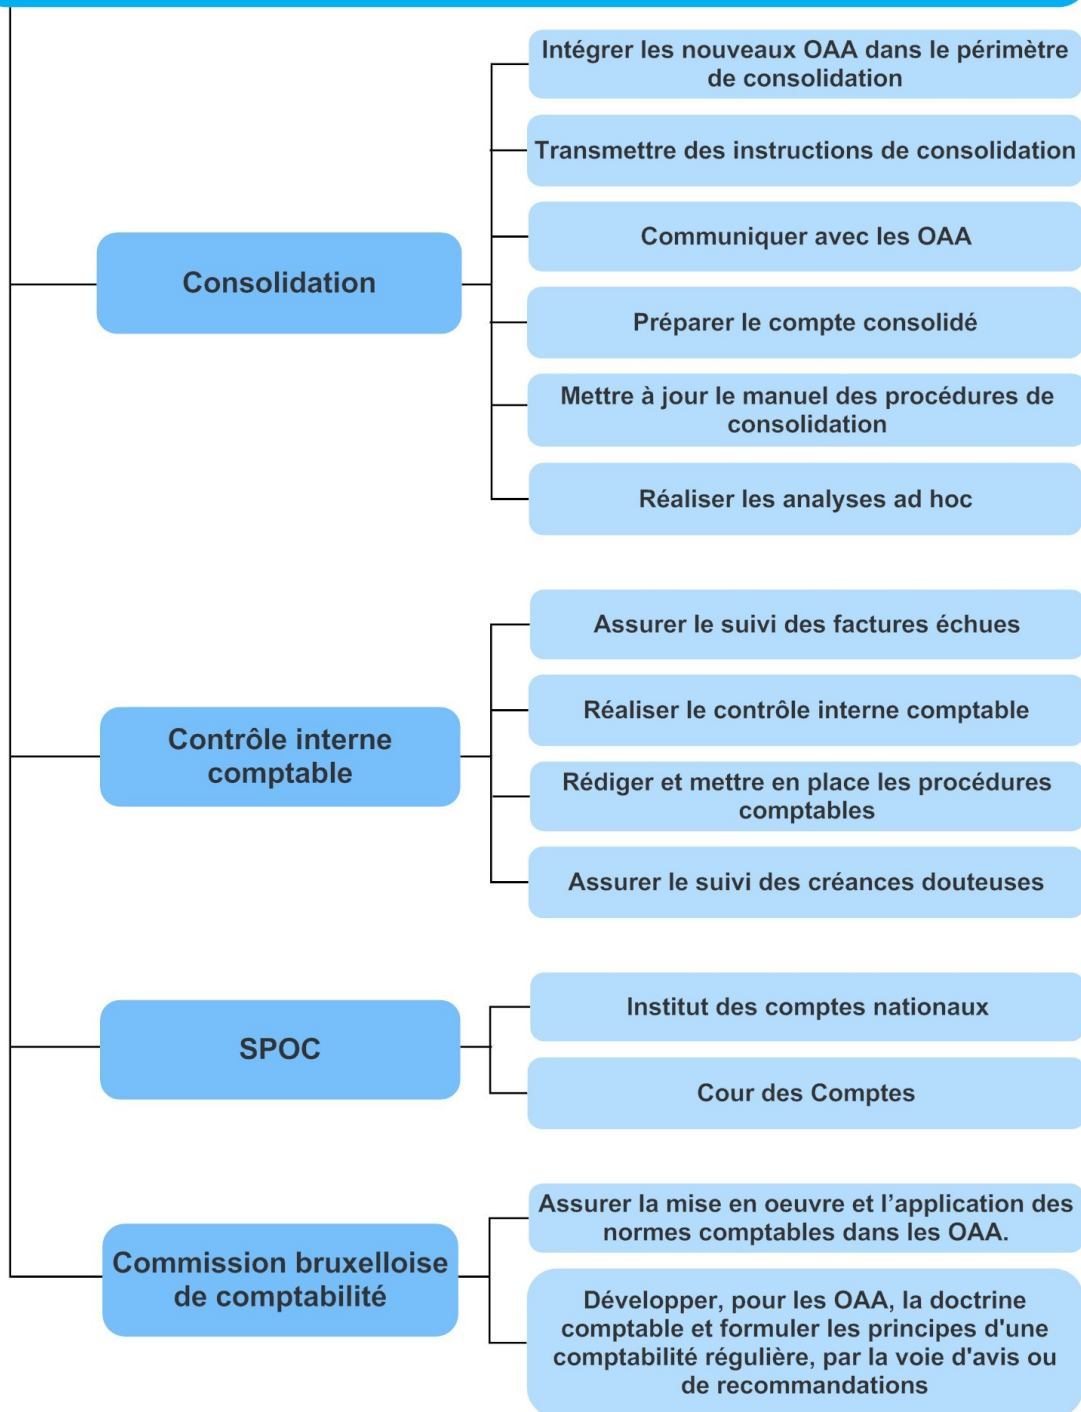 Consolidation
Intégrer les nouveaux OAA dans le périmètre
de consolidation
Transmettre des instructions de consolidation
Communiquer avec les OAA
Préparer le compte consolidé
Mettre à jour le manuel des procédures de
consolidation
Réaliser les analyses ad hoc
Contrôle interne
comptable
Assurer le suivi des factures échues
Réaliser le contrôle interne comptable
Rédiger et mettre en place les procédures
comptables
Assurer le suivi des créances douteuses
SPOC
Institut des comptes nationaux
Cour des Comptes
Commission bruxelloise
de comptabilité
Assurer la mise en oeuvre et l’application des
normes comptables dans les OAA.
Développer, pour les OAA, la doctrine
comptable et formuler les principes d'une
comptabilité régulière, par la voie d'avis ou
de recommandations